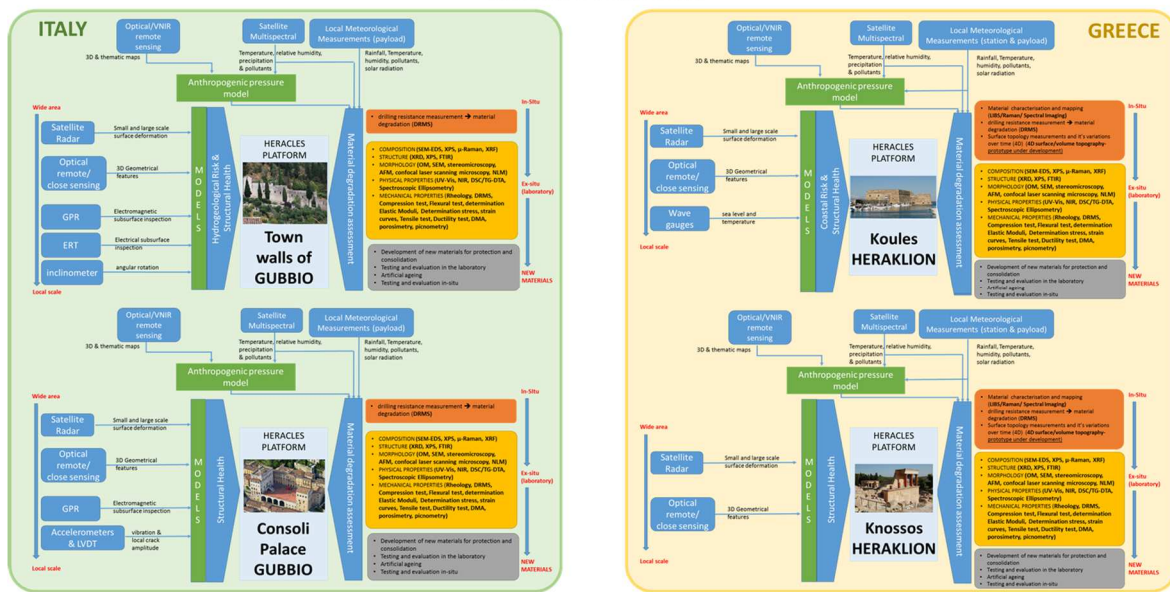 ITALY
Optical/VNIR
remote
sensing
Satellite
Multispectral
Local Meteorological
Measurements (payload)
3D & thematic maps
Temperature, relative humidity,
precipitation
& pollutants
Rainfall, Temperature,
humidity, pollutants,
solar radiation
Anthropogenic pressure
model
Wide area
Satellite
Radar
Small and large scale
surface deformation
Optical
remote/
close sensing
3D Geometrical
features
GPR
Electromagnetic
subsurface inspection
ERT
Electrical subsurface
inspection
inclinometer
angular rotation
Local scale
MODELS
Hydrogeological Risk &
Structural Health
HERACLES
PLATFORM
Town
walls of
GUBBIO
Material degradation assessment
• drilling resistance measurement → material
degradation (DRMS)
• COMPOSITION (SEM-EDS, XPS, μ-Raman, XRF)
• STRUCTURE (XRD, XPS, FTIR)
• MORPHOLOGY (OM, SEM, stereomicroscopy,
AFM, confocal laser scanning microscopy, NLM)
• PHYSICAL PROPERTIES (UV-Vis, NIR, DSC/TG-DTA,
Spectroscopic Ellipsometry)
• MECHANICAL PROPERTIES (Rheology, DRMS,
Compression test, Flexural test, determination
Elastic Moduli, Determination stress, strain
curves, Tensile test, Ductility test, DMA,
porosimetry, picnometry)
• Development of new materials for protection and
consolidation
• Testing and evaluation in the laboratory
• Artificial ageing
• Testing and evaluation in-situ
In-Situ
Ex-situ
(laboratory)
NEW
MATERIALS
Optical/VNIR
remote
sensing
Satellite
Multispectral
Local Meteorological
Measurements (payload)
3D & thematic maps
Temperature, relative humidity,
precipitation
& pollutants
Rainfall, Temperature,
humidity, pollutants,
solar radiation
Anthropogenic pressure
model
Wide area
Satellite
Radar
Small and large scale
surface deformation
Optical
remote/
close sensing
3D Geometrical
features
GPR
Electromagnetic
subsurface inspection
Accelerometers
& LVDT
vibration &
local crack
amplitude
Local scale
MODELS
Structural Health
HERACLES
PLATFORM
Consoli
Palace
GUBBIO
Material degradation assessment
• drilling resistance measurement → material
degradation (DRMS)
• COMPOSITION (SEM-EDS, XPS, μ-Raman, XRF)
• STRUCTURE (XRD, XPS, FTIR)
• MORPHOLOGY (OM, SEM, stereomicroscopy,
AFM, confocal laser scanning microscopy, NLM)
• PHYSICAL PROPERTIES (UV-Vis, NIR, DSC/TG-DTA,
Spectroscopic Ellipsometry)
• MECHANICAL PROPERTIES (Rheology, DRMS,
Compression test, Flexural test, determination
Elastic Moduli, Determination stress, strain
curves, Tensile test, Ductility test, DMA,
porosimetry, picnometry)
• Development of new materials for protection and
consolidation
• Testing and evaluation in the laboratory
• Artificial ageing
• Testing and evaluation in-situ
In-Situ
Ex-situ
(laboratory)
NEW
MATERIALS
GREECE
Optical/VNIR
remote
sensing
Satellite
Multispectral
Local Meteorological
Measurements (station & payload)
3D & thematic maps
Temperature, relative humidity,
precipitation
& pollutants
Rainfall, Temperature,
humidity, pollutants,
solar radiation
Anthropogenic pressure
model
Wide area
Satellite
Radar
Small and large scale
surface deformation
Optical
remote/
close sensing
3D Geometrical
features
Wave
gauges
sea level and
temperature
Local scale
MODELS
Coastal Risk &
Structural Health
HERACLES
PLATFORM
Koules
HERAKLION
Material degradation assessment
• Material characterisation and mapping
(LIBS/Raman/ Spectral Imaging)
• drilling resistance measurement → material
degradation (DRMS)
• Surface topology measurements and it's variations
over time (4D) (4D surface/volume topography-
prototype under development)
• COMPOSITION (SEM-EDS, XPS, μ-Raman, XRF)
• STRUCTURE (XRD, XPS, FTIR)
• MORPHOLOGY (OM, SEM, stereomicroscopy,
AFM, confocal laser scanning microscopy, NLM)
• PHYSICAL PROPERTIES (UV-Vis, NIR, DSC/TG-DTA,
Spectroscopic Ellipsometry)
• MECHANICAL PROPERTIES (Rheology, DRMS,
Compression test, Flexural test, determination
Elastic Moduli, Determination stress, strain
curves, Tensile test, Ductility test, DMA,
porosimetry, picnometry)
• Development of new materials for protection and
consolidation
• Testing and evaluation in the laboratory
• Artificial ageing
• Testing and evaluation in-situ
In-Situ
Ex-situ
(laboratory)
NEW
MATERIALS
Optical/VNIR
remote
sensing
Satellite
Multispectral
Local Meteorological
Measurements (station & payload)
3D & thematic maps
Temperature, relative humidity,
precipitation
& pollutants
Rainfall, Temperature,
humidity, pollutants,
solar radiation
Anthropogenic pressure
model
Wide area
Satellite
Radar
Small and large scale
surface deformation
Optical
remote/
close sensing
3D Geometrical
features
Local scale
MODELS
Structural Health
HERACLES
PLATFORM
Knossos
HERAKLION
Material degradation assessment
• Material characterisation and mapping
(LIBS/Raman/ Spectral Imaging)
• drilling resistance measurement → material
degradation (DRMS)
• Surface topology measurements and it's variations
over time (4D) (4D surface/volume topography-
prototype under development)
• COMPOSITION (SEM-EDS, XPS, μ-Raman, XRF)
• STRUCTURE (XRD, XPS, FTIR)
• MORPHOLOGY (OM, SEM, stereomicroscopy,
AFM, confocal laser scanning microscopy, NLM)
• PHYSICAL PROPERTIES (UV-Vis, NIR, DSC/TG-DTA,
Spectroscopic Ellipsometry)
• MECHANICAL PROPERTIES (Rheology, DRMS,
Compression test, Flexural test, determination
Elastic Moduli, Determination stress, strain
curves, Tensile test, Ductility test, DMA,
porosimetry, picnometry)
• Development of new materials for protection and
consolidation
• Testing and evaluation in the laboratory
• Artificial ageing
• Testing and evaluation in-situ
In-Situ
Ex-situ
(laboratory)
NEW
MATERIALS